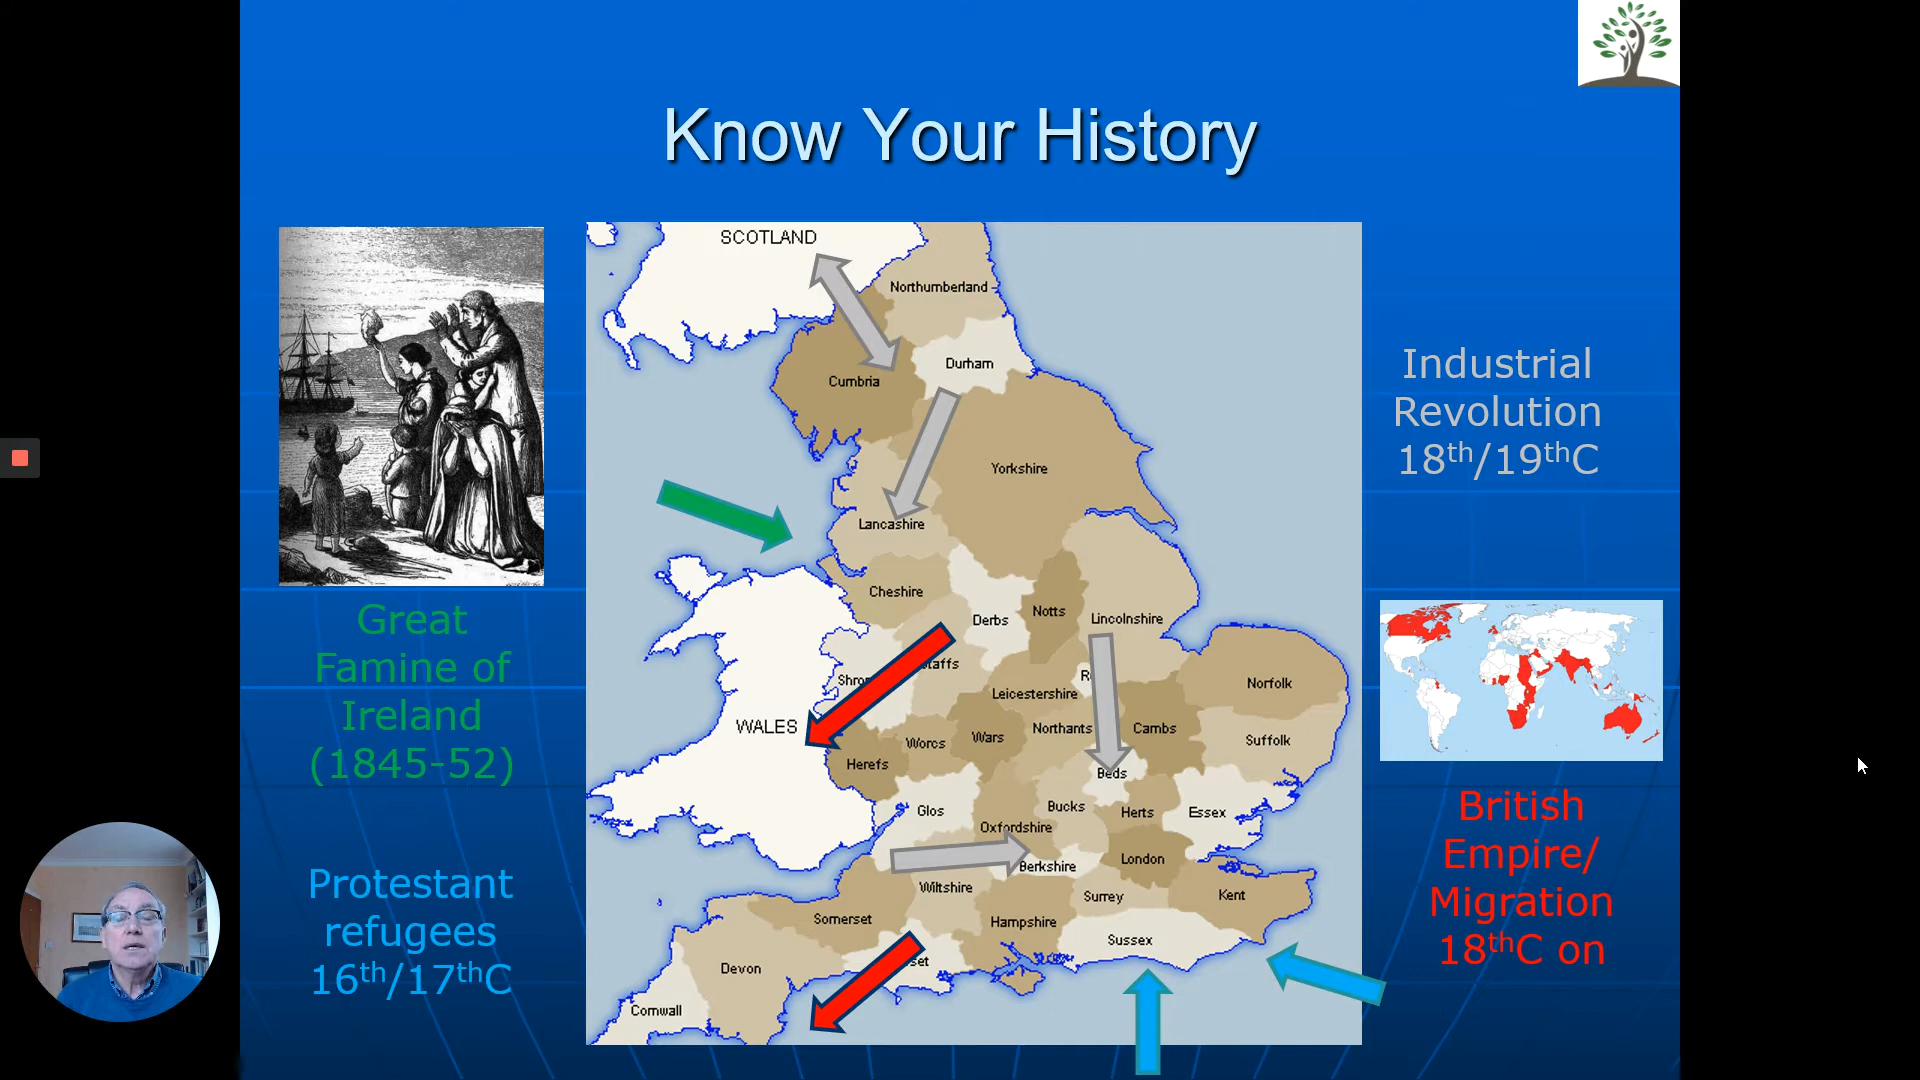 Know Your History
Great
Famine of
Ireland
(1845-52)
Protestant
refugees
16th/17thC
SCOTLAND
Northumberland
Durham
Cumbria
Yorkshire
Lancashire
Cheshire
Derbs
Notts
Lincolnshire
Staffs
Shrop
Leicestershire
Norfolk
WALES
Worcs
Wars
Northants
Cambs
Suffolk
Herefs
Beds
Glos
Bucks
Herts
Essex
Oxfordshire
London
Berkshire
Wiltshire
Surrey
Kent
Somerset
Hampshire
Sussex
Devon
set
Cornwall
Industrial
Revolution
18th/19thC
British
Empire/
Migration
18thC on